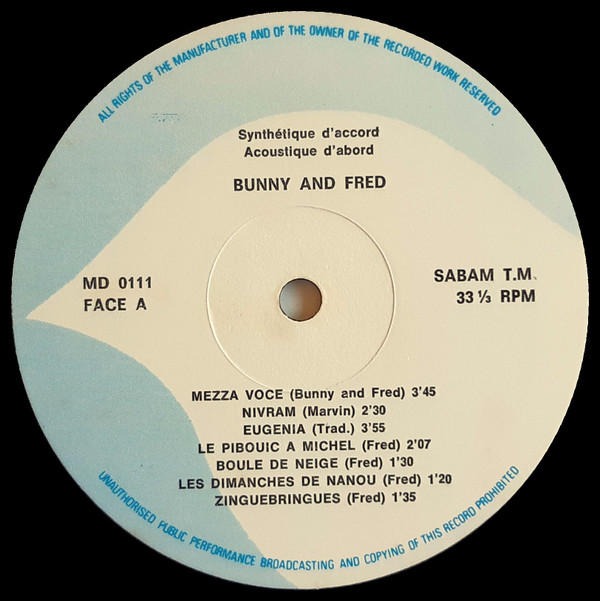 ALL RIGHTS OF THE MANUFACTURER AND OF THE OWNER OF THE RECORDED WORK RESERVED
Synthétique d'accord
Acoustique d'abord
BUNNY AND FRED
MD 0111
FACE A
SABAM T.M.
33 ⅓ RPM
MEZZA VOCE (Bunny and Fred) 3'45
NIVRAM (Marvin) 2'30
EUGENIA (Trad.) 3'55
LE PIBOUIC A MICHEL (Fred) 2'07
BOULE DE NEIGE (Fred) 1'30
LES DIMANCHES DE NANOU (Fred) 1'20
ZINGUEBRINGUES (Fred) 1'35
UNAUTHORISED PUBLIC PERFORMANCE BROADCASTING AND COPYING OF THIS RECORD PROHIBITED